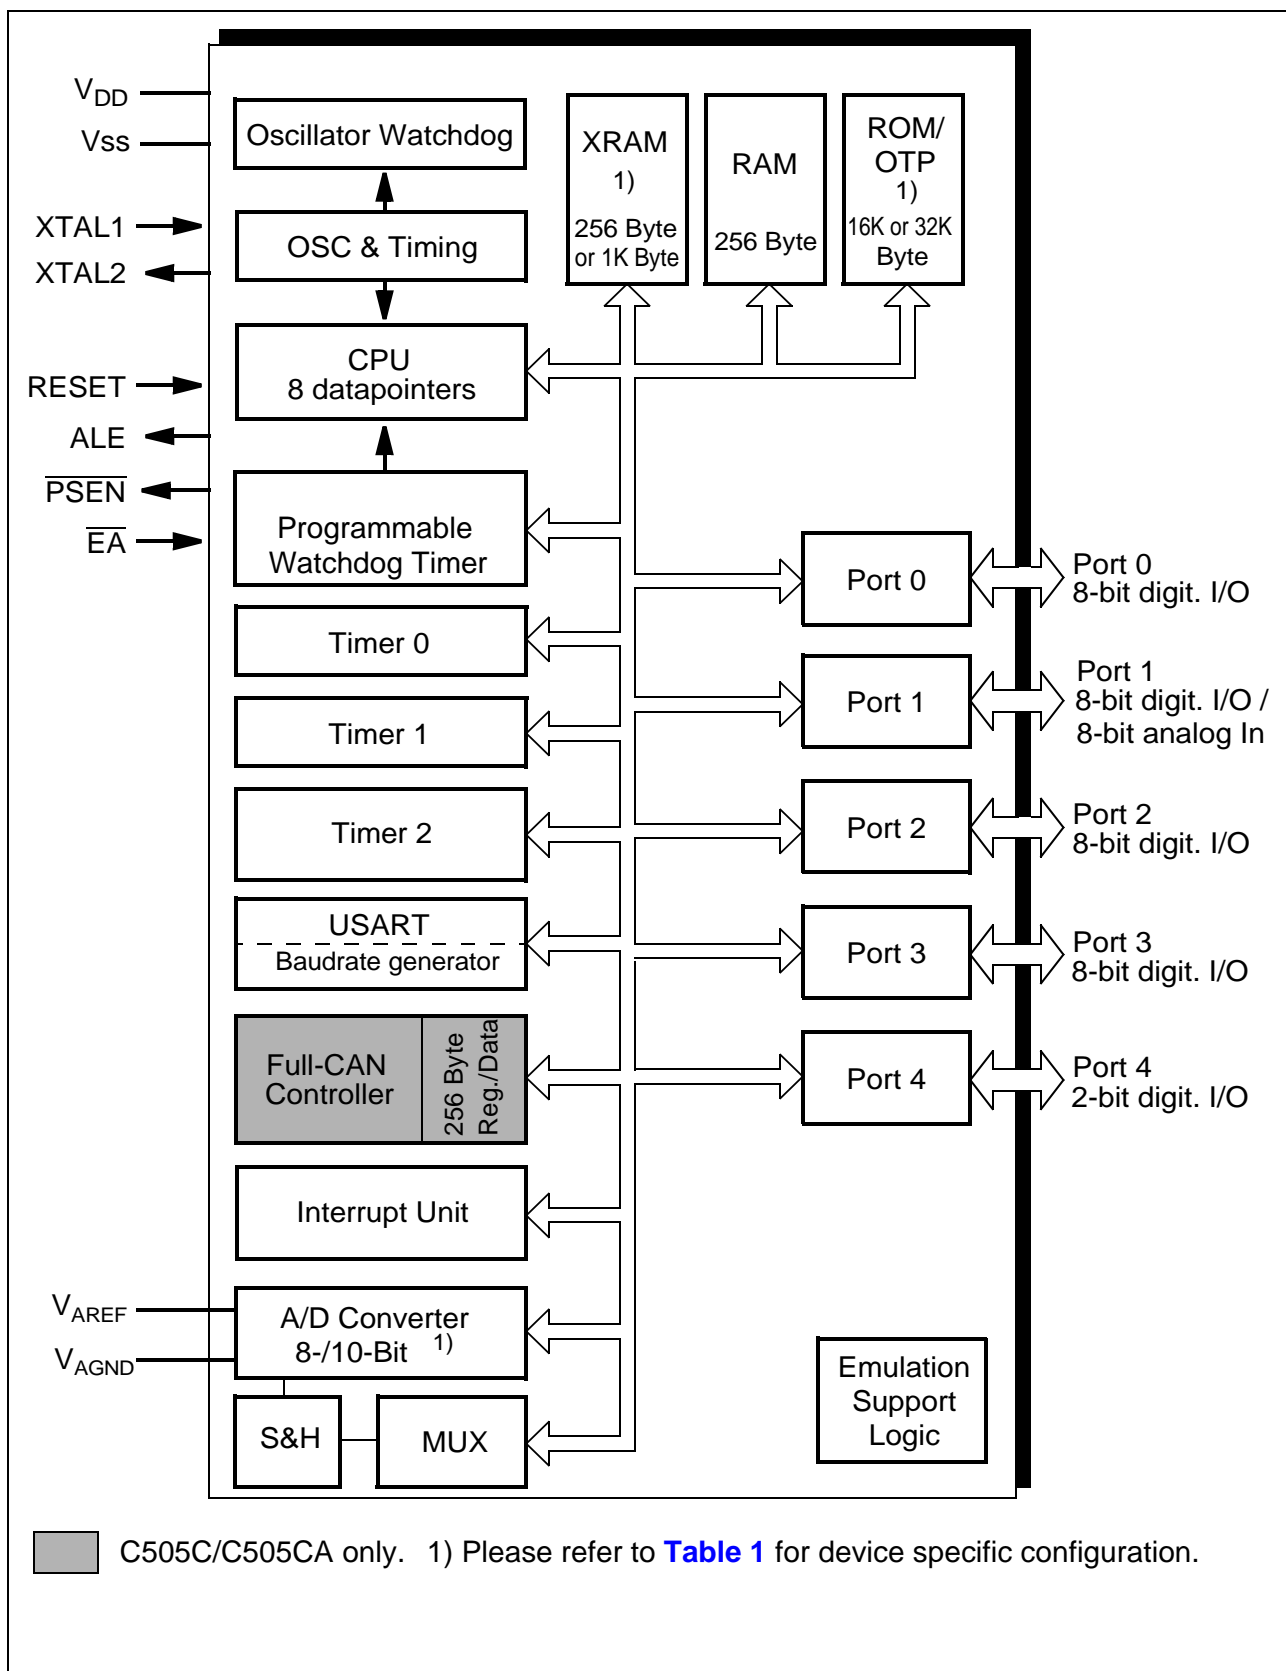 V_DD
Vss
XTAL1
XTAL2
RESET
ALE
PSEN
EA
V_AREF
V_AGND
Oscillator Watchdog
OSC & Timing
CPU
8 datapointers
Programmable
Watchdog Timer
Timer 0
Timer 1
Timer 2
USART
Baudrate generator
Full-CAN
Controller
256 Byte
Reg./Data
Interrupt Unit
A/D Converter
8-/10-Bit 1)
S&H
MUX
XRAM
1)
256 Byte
or 1K Byte
RAM
256 Byte
ROM/
OTP
1)
16K or 32K
Byte
Port 0
Port 1
Port 2
Port 3
Port 4
Port 0
8-bit digit. I/O
Port 1
8-bit digit. I/O /
8-bit analog In
Port 2
8-bit digit. I/O
Port 3
8-bit digit. I/O
Port 4
2-bit digit. I/O
Emulation
Support
Logic
C505C/C505CA only. 1) Please refer to Table 1 for device specific configuration.